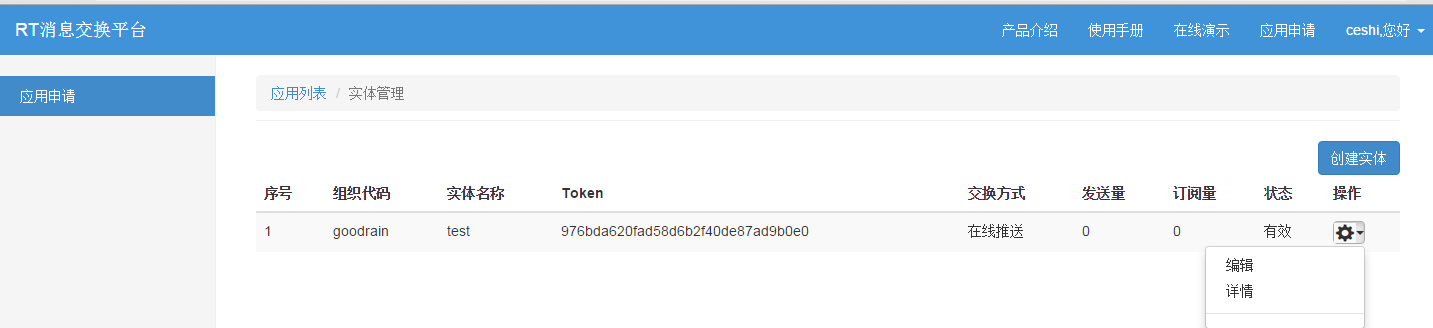 RT消息交换平台 产品介绍 使用手册 在线演示 应用申请 ceshi,您好
应用申请
应用列表 / 实体管理
创建实体
序号 组织代码 实体名称 Token 交换方式 发送量 订阅量 状态 操作
1 goodrain test 976bda620fad58d6b2f40de87ad9b0e0 在线推送 0 0 有效
编辑
详情